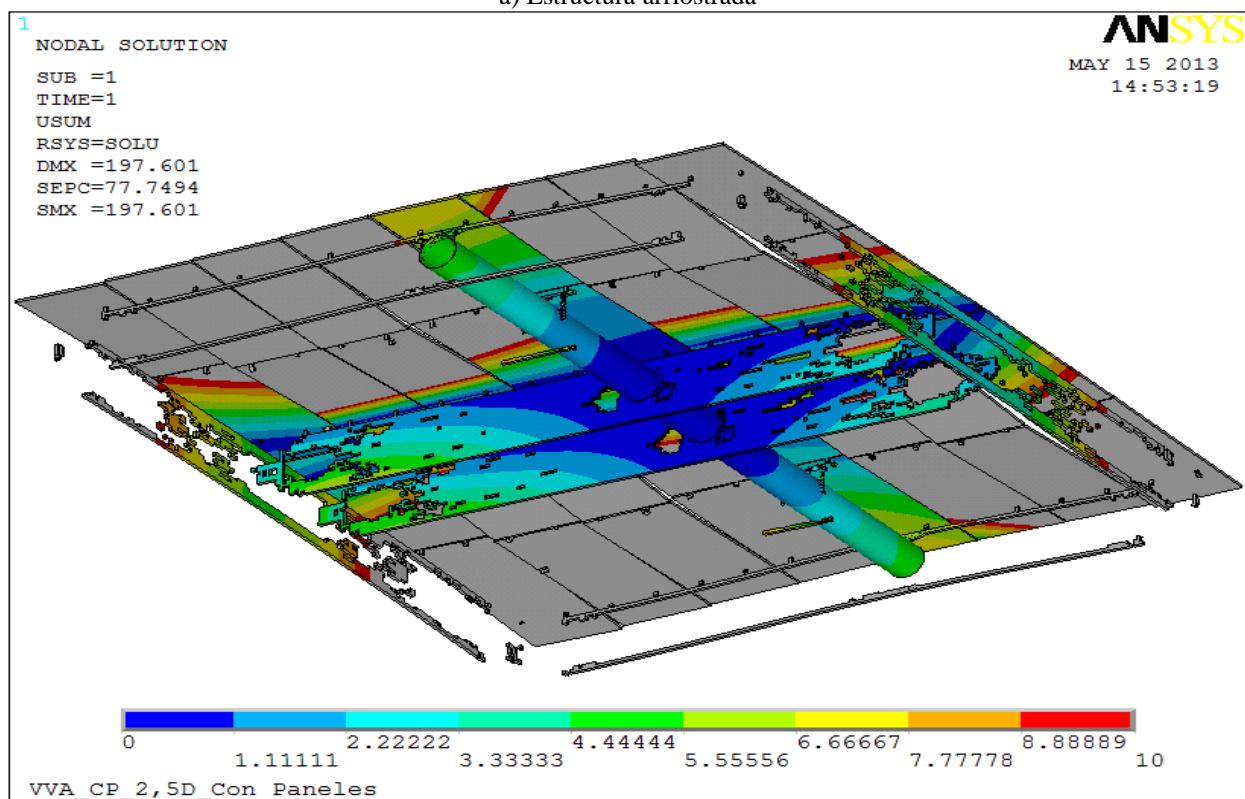 a) Estructura arriostrada
1
NODAL SOLUTION
SUB =1
TIME=1
USUM
RSYS=SOLU
DMX =197.601
SEPC=77.7494
SMX =197.601
ANSYS
MAY 15 2013
14:53:19
0 2.22222 4.44444 6.66667 8.88889
1.11111 3.33333 5.55556 7.77778 10
VVA_CP_2,5D_Con Paneles